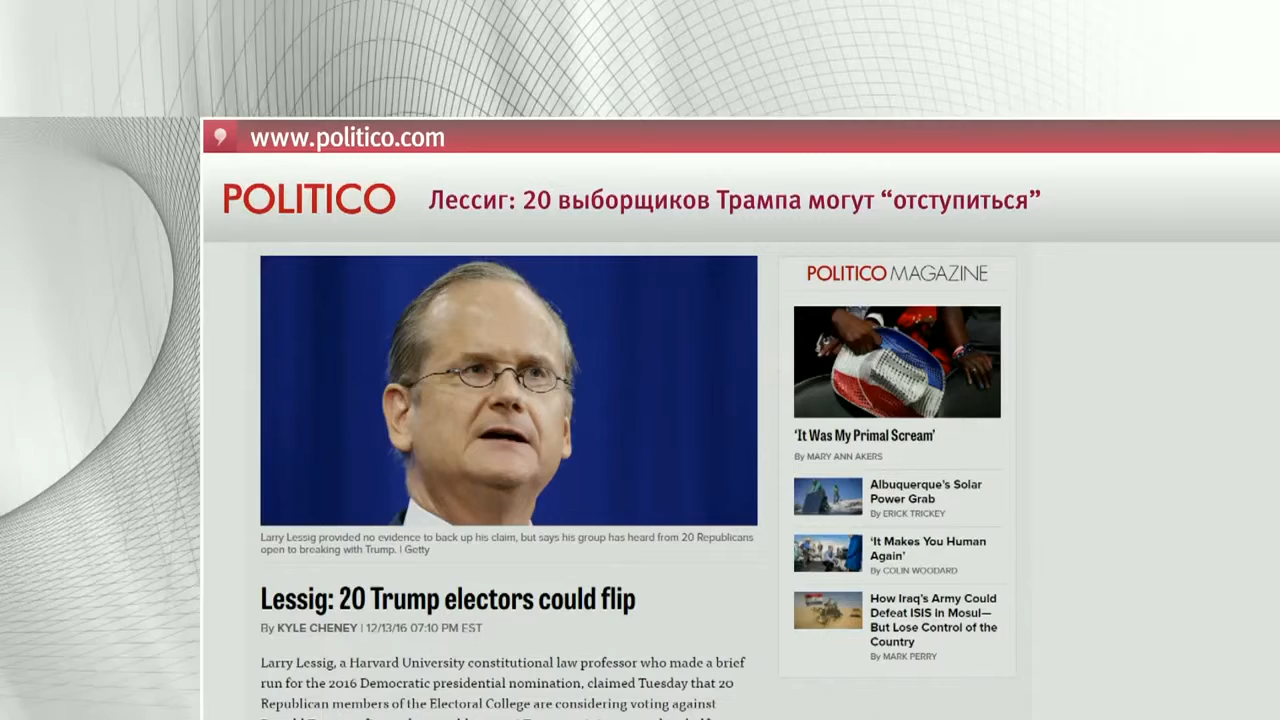 www.politico.com
POLITICO
Лессиг: 20 выборщиков Трампа могут “отступиться”
Larry Lessig provided no evidence to back up his claim, but says his group has heard from 20 Republicans
open to breaking with Trump. | Getty
Lessig: 20 Trump electors could flip
By KYLE CHENEY | 12/13/16 07:10 PM EST
Larry Lessig, a Harvard University constitutional law professor who made a brief
run for the 2016 Democratic presidential nomination, claimed Tuesday that 20
Republican members of the Electoral College are considering voting against
POLITICO MAGAZINE
‘It Was My Primal Scream’
By MARY ANN AKERS
Albuquerque’s Solar
Power Grab
By ERICK TRICKEY
‘It Makes You Human
Again’
By COLIN WOODARD
How Iraq’s Army Could
Defeat ISIS in Mosul—
But Lose Control of the
Country
By MARK PERRY